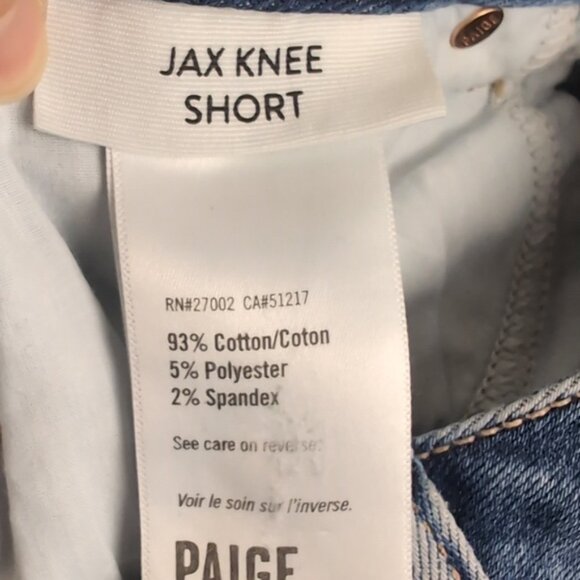 PAIGE
JAX KNEE
SHORT
RN#27002 CA#51217
93% Cotton/Coton
5% Polyester
2% Spandex
See care on reverse.
Voir le soin sur l'inverse.
PAIGE